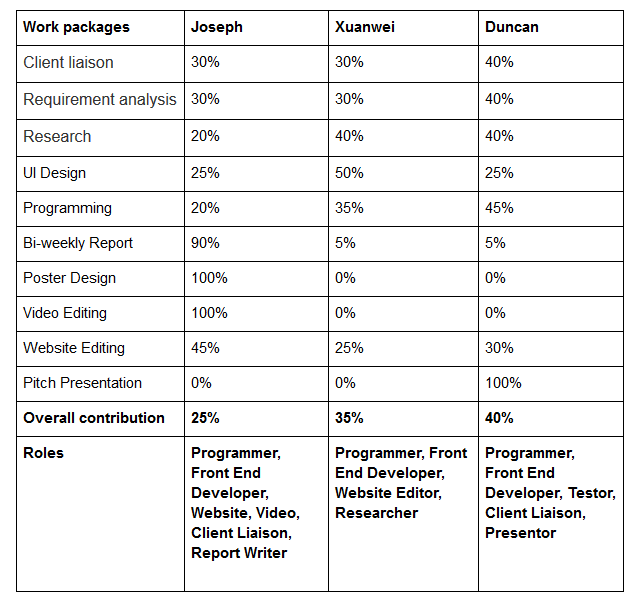 Work packages Joseph Xuanwei Duncan
Client liaison 30% 30% 40%
Requirement analysis 30% 30% 40%
Research 20% 40% 40%
UI Design 25% 50% 25%
Programming 20% 35% 45%
Bi-weekly Report 90% 5% 5%
Poster Design 100% 0% 0%
Video Editing 100% 0% 0%
Website Editing 45% 25% 30%
Pitch Presentation 0% 0% 100%
Overall contribution 25% 35% 40%
Roles
Programmer,
Front End
Developer,
Website, Video,
Client Liaison,
Report Writer
Programmer, Front
End Developer,
Website Editor,
Researcher
Programmer,
Front End
Developer, Testor,
Client Liaison,
Presentor